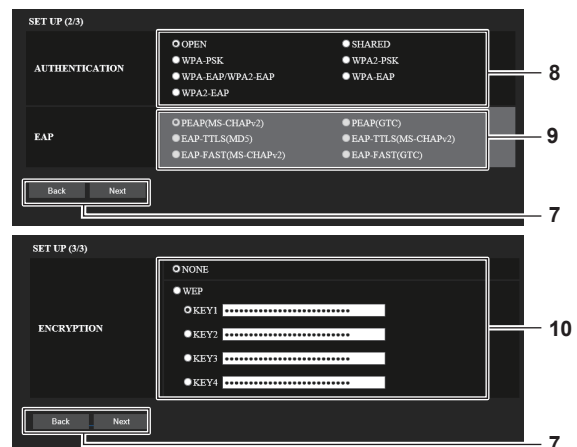 SET UP (2/3)
AUTHENTICATION
OPEN SHARED
WPA-PSK WPA2-PSK
WPA-EAP/WPA2-EAP WPA-EAP
WPA2-EAP
8
EAP
PEAP(MS-CHAPv2) PEAP(GTC)
EAP-TTLS(MD5) EAP-TTLS(MS-CHAPv2)
EAP-FAST(MS-CHAPv2) EAP-FAST(GTC)
9
Back Next
7
SET UP (3/3)
ENCRYPTION
NONE
WEP
KEY1 ••••••••••••••••••••••••••
KEY2 ••••••••••••••••••••••••••
KEY3 ••••••••••••••••••••••••••
KEY4 ••••••••••••••••••••••••••
10
Back Next
7